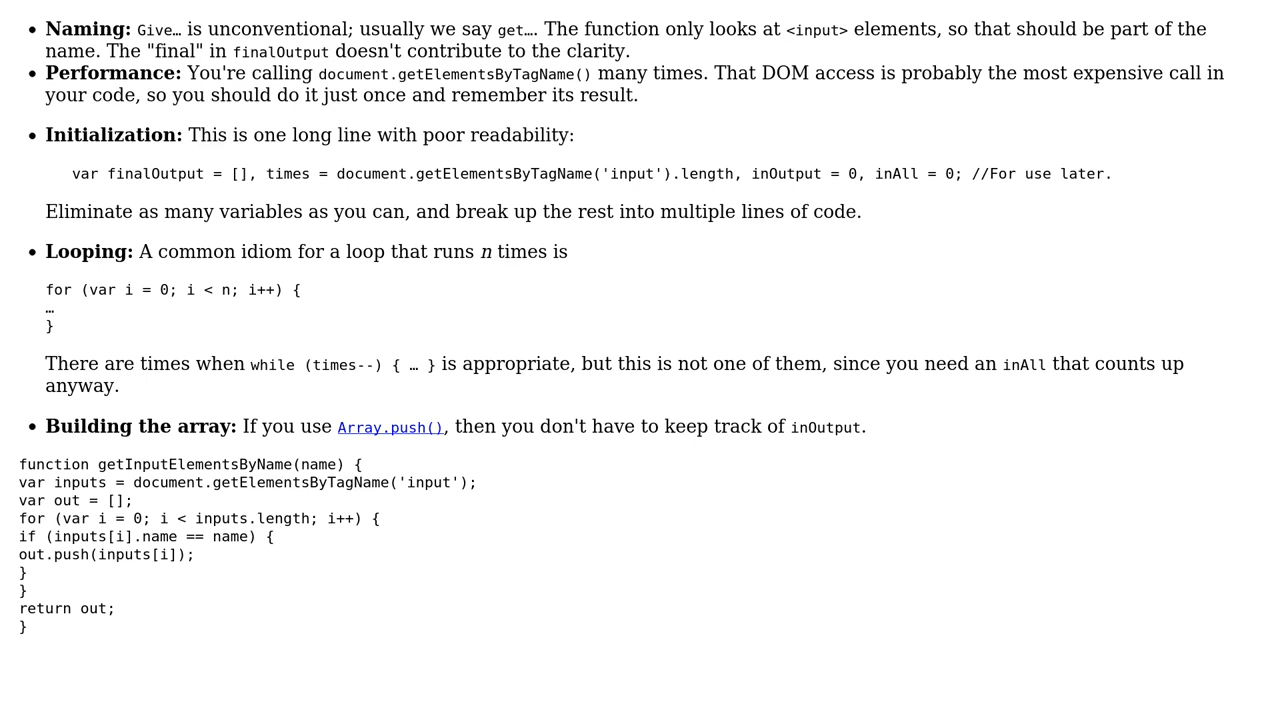 • Naming: Give… is unconventional; usually we say get…. The function only looks at <input> elements, so that should be part of the
name. The "final" in finalOutput doesn't contribute to the clarity.
• Performance: You're calling document.getElementsByTagName() many times. That DOM access is probably the most expensive call in
your code, so you should do it just once and remember its result.
• Initialization: This is one long line with poor readability:
var finalOutput = [], times = document.getElementsByTagName('input').length, inOutput = 0, inAll = 0; //For use later.
Eliminate as many variables as you can, and break up the rest into multiple lines of code.
• Looping: A common idiom for a loop that runs n times is
for (var i = 0; i < n; i++) {
…
}
There are times when while (times--) { … } is appropriate, but this is not one of them, since you need an inAll that counts up
anyway.
• Building the array: If you use Array.push(), then you don't have to keep track of inOutput.
function getInputElementsByName(name) {
var inputs = document.getElementsByTagName('input');
var out = [];
for (var i = 0; i < inputs.length; i++) {
if (inputs[i].name == name) {
out.push(inputs[i]);
}
}
return out;
}